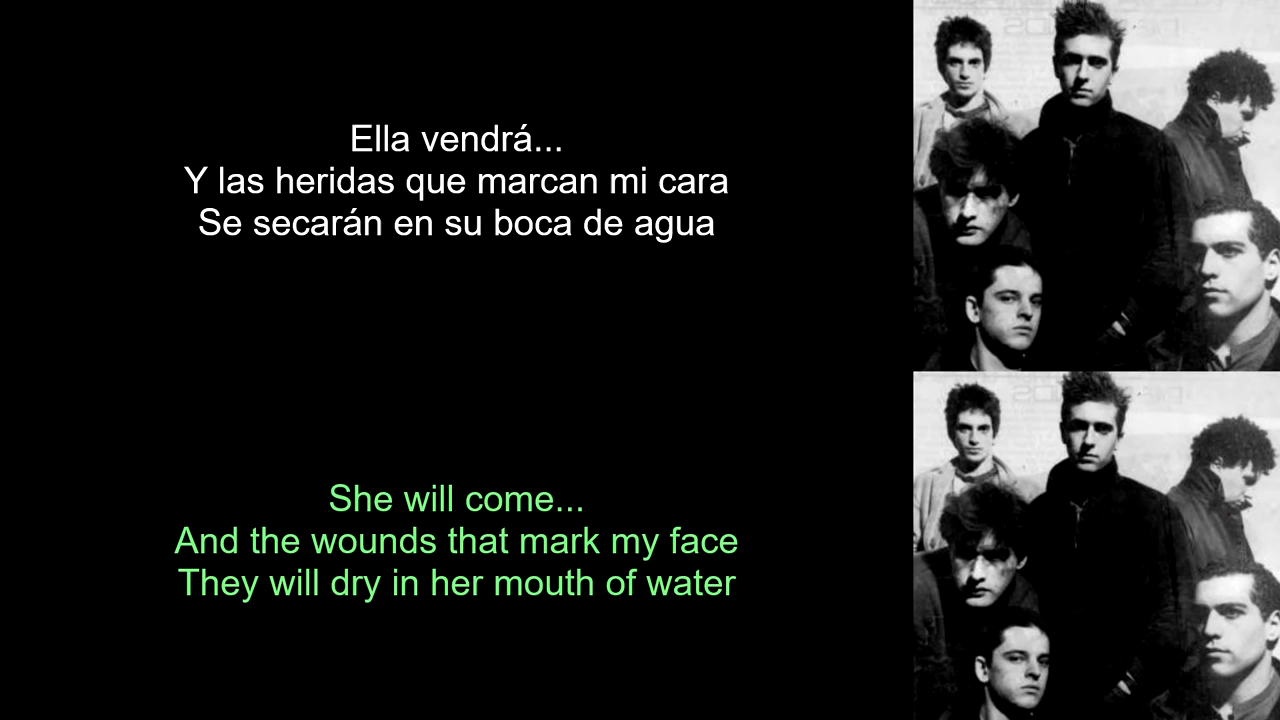 Ella vendrá...
Y las heridas que marcan mi cara
Se secarán en su boca de agua
She will come...
And the wounds that mark my face
They will dry in her mouth of water